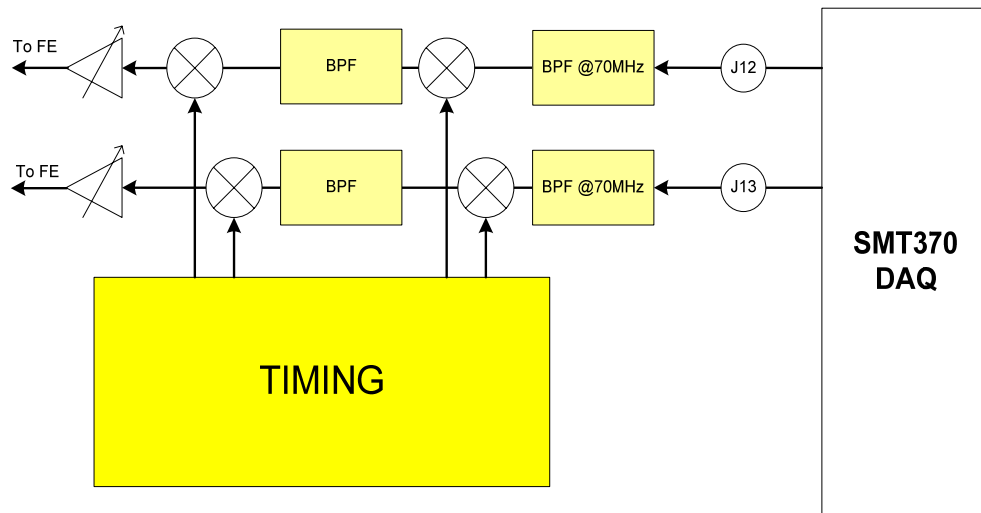 To FE
BPF
BPF @70MHz
J12
To FE
BPF
BPF @70MHz
J13
SMT370
DAQ
TIMING